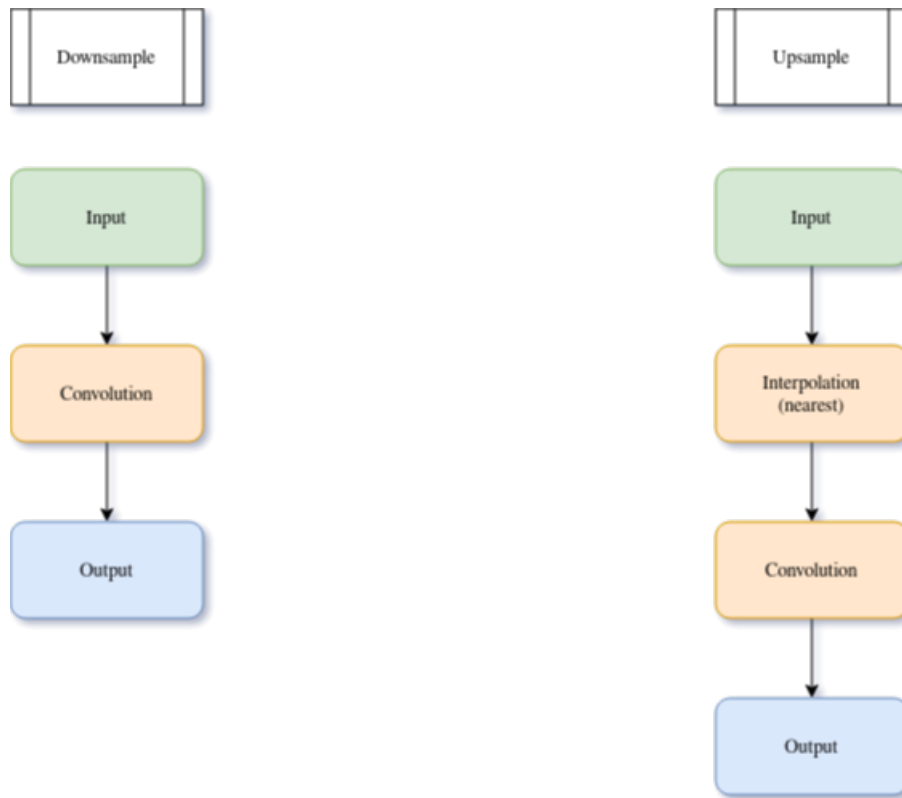 Downsample
Input
Convolution
Output
Upsample
Input
Interpolation
(nearest)
Convolution
Output